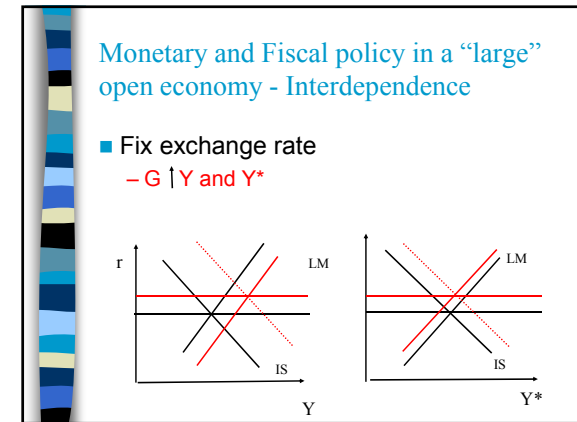 Monetary and Fiscal policy in a “large”
open economy - Interdependence
■ Fix exchange rate
– G ↑ Y and Y*
r
LM
IS
Y
LM
IS
Y*